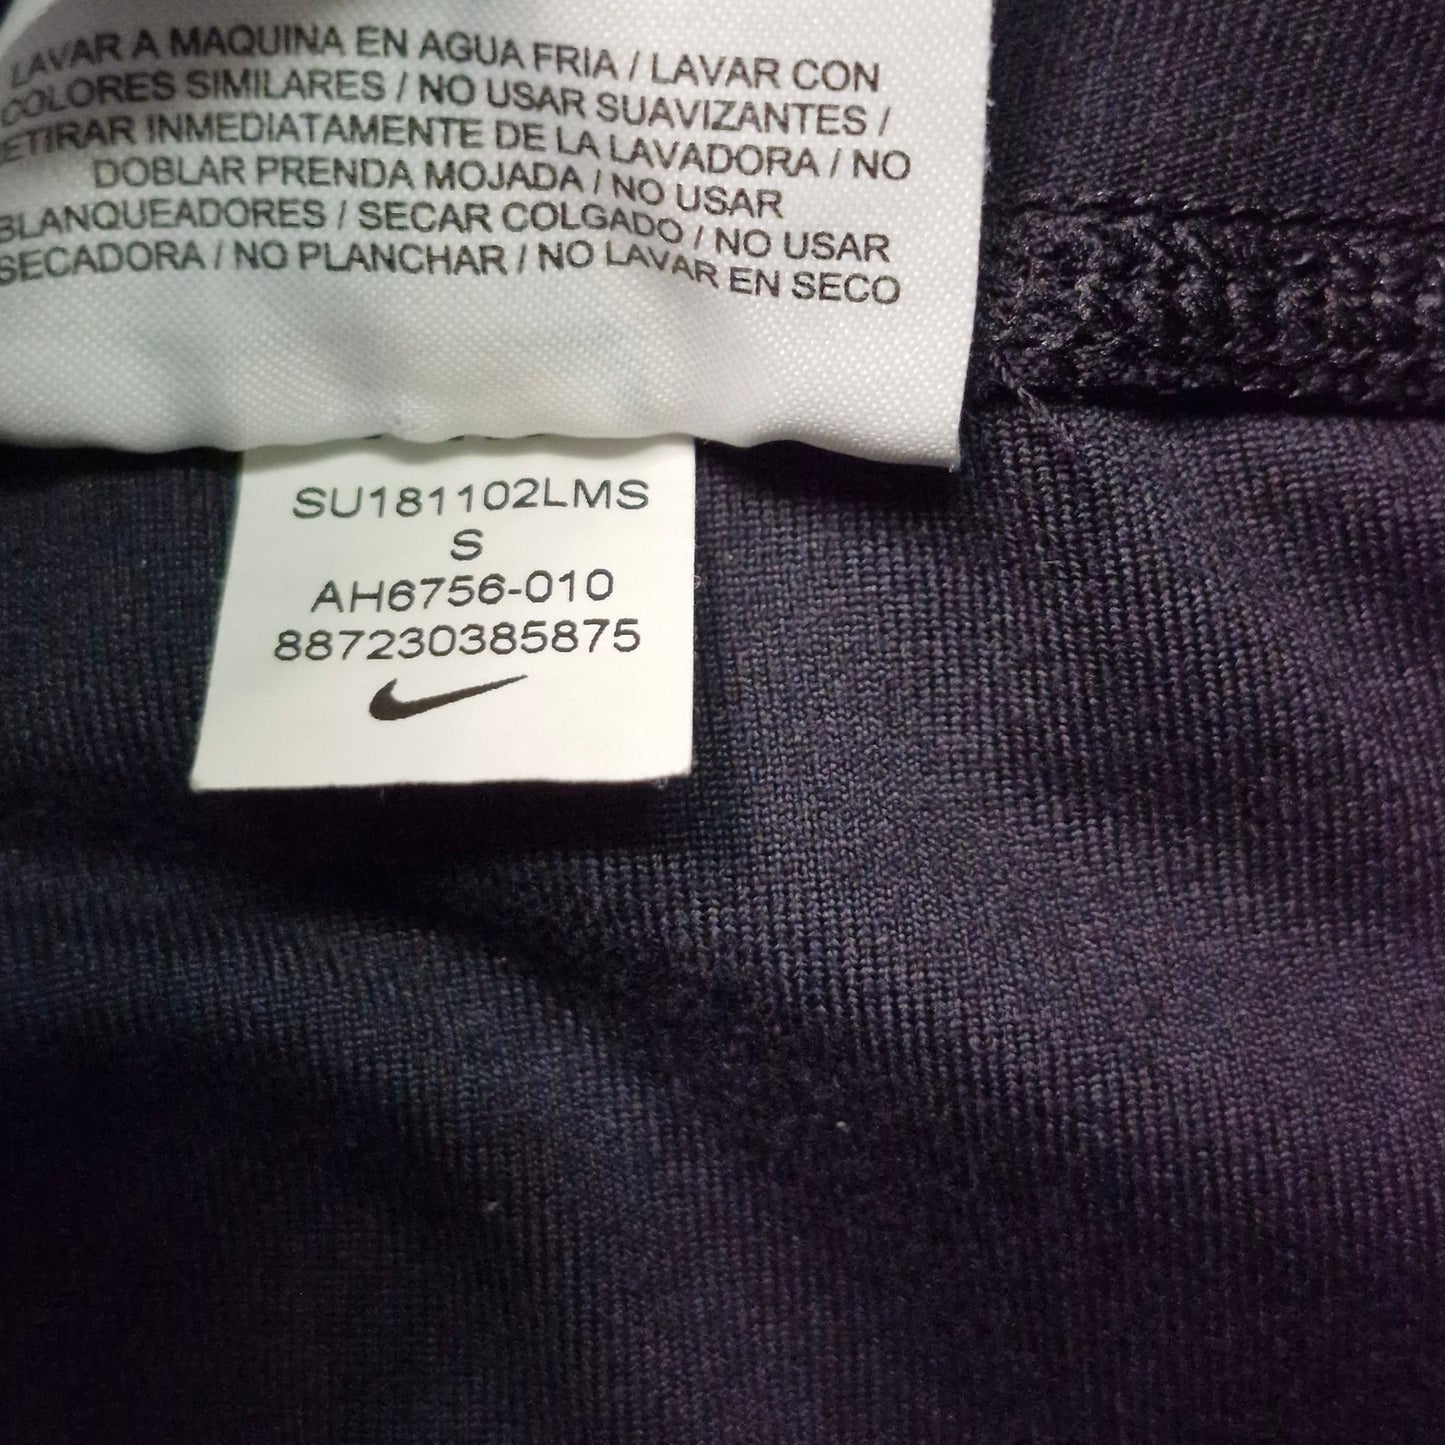 LAVAR A MAQUINA EN AGUA FRIA / LAVAR CON
COLORES SIMILARES / NO USAR SUAVIZANTES /
RETIRAR INMEDIATAMENTE DE LA LAVADORA / NO
DOBLAR PRENDA MOJADA / NO USAR
BLANQUEADORES / SECAR COLGADO / NO USAR
SECADORA / NO PLANCHAR / NO LAVAR EN SECO
SU181102LMS
S
AH6756-010
887230385875